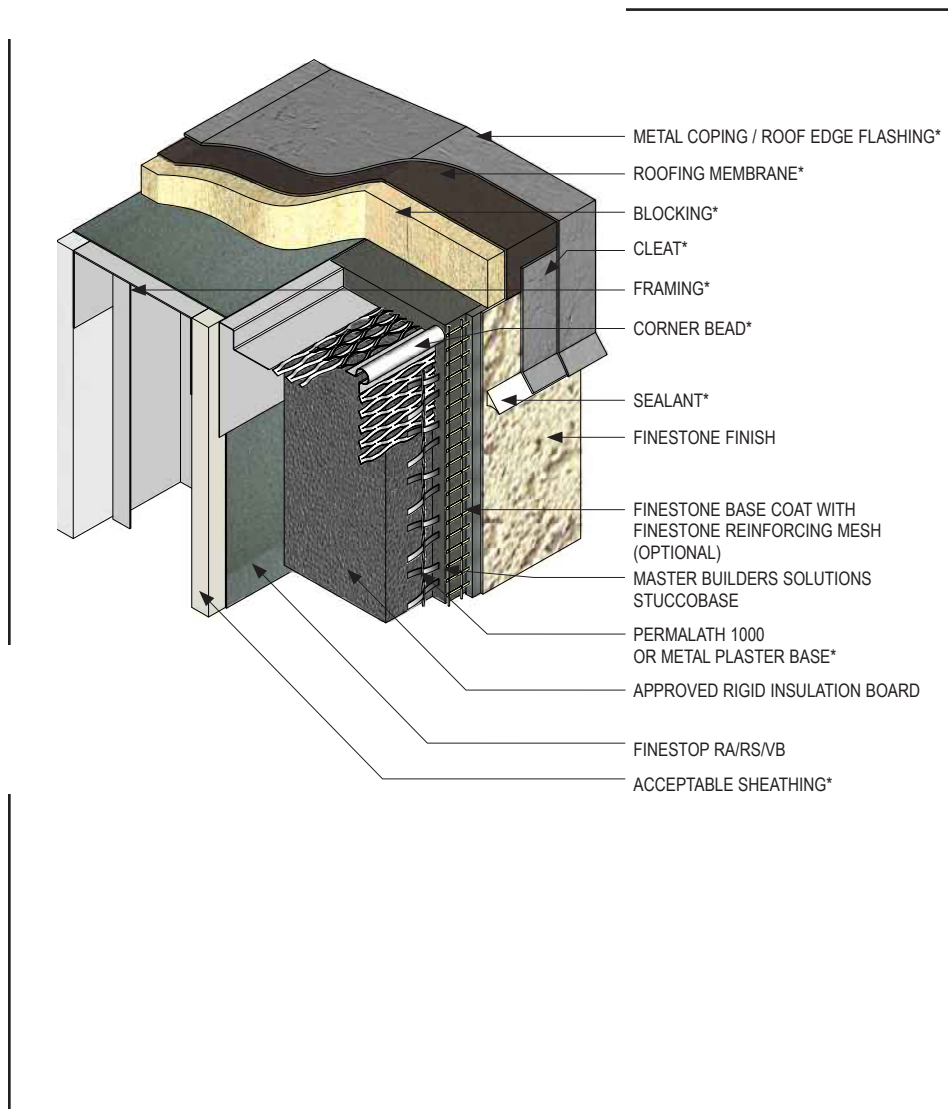 METAL COPING / ROOF EDGE FLASHING*
ROOFING MEMBRANE*
BLOCKING*
CLEAT*
FRAMING*
CORNER BEAD*
SEALANT*
FINESTONE FINISH
FINESTONE BASE COAT WITH
FINESTONE REINFORCING MESH
(OPTIONAL)
MASTER BUILDERS SOLUTIONS
STUCCOBASE
PERMALATH 1000
OR METAL PLASTER BASE*
APPROVED RIGID INSULATION BOARD
FINESTOP RA/RS/VB
ACCEPTABLE SHEATHING*